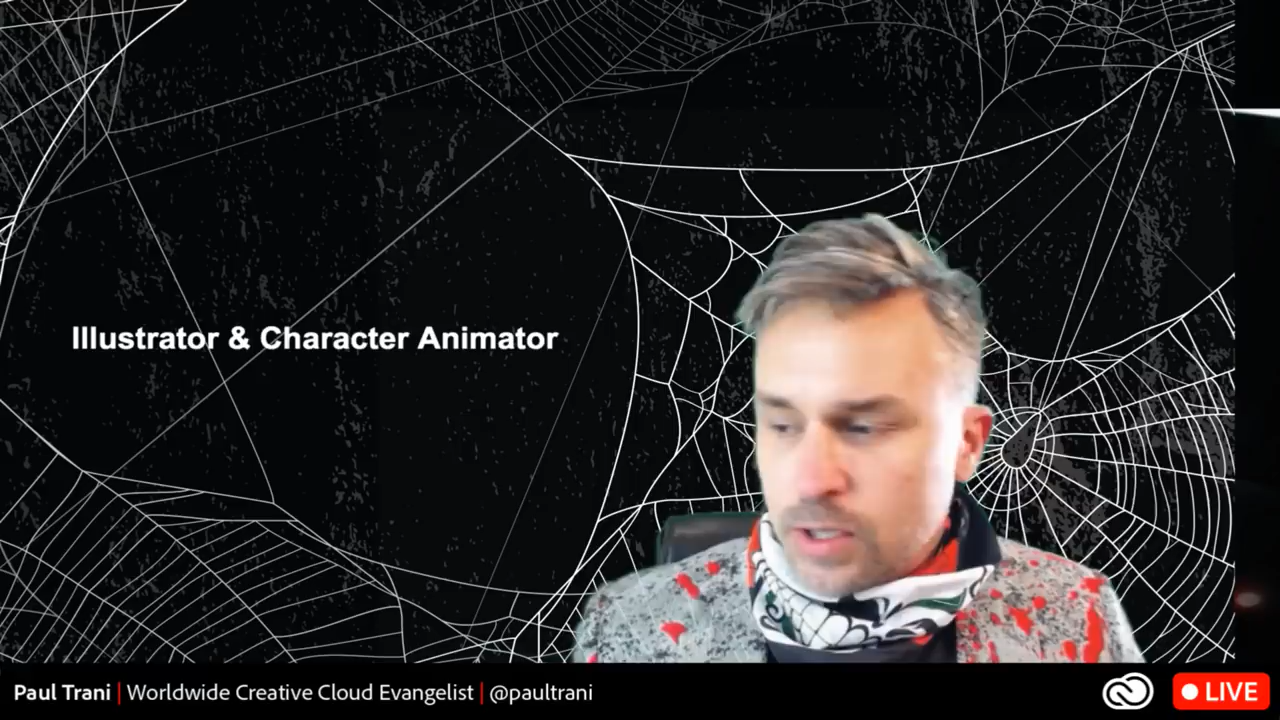 Illustrator & Character Animator
Paul Trani | Worldwide Creative Cloud Evangelist | @paultrani
LIVE